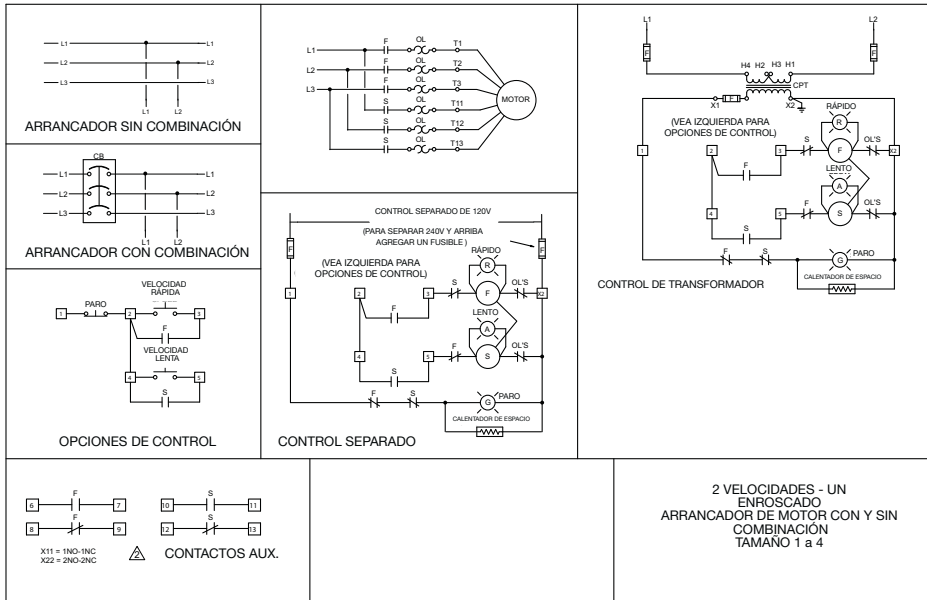 L1
L1
L2
L2
L3
L3
L1
L2
ARRANCADOR SIN COMBINACIÓN
CB
L1
L1
L2
L2
L3
L3
L1
L2
ARRANCADOR CON COMBINACIÓN
VELOCIDAD
RÁPIDA
PARO
1
2
3
F
VELOCIDAD
LENTA
4
5
S
OPCIONES DE CONTROL
L1
F
OL
T1
L2
F
OL
T2
L3
F
OL
T3
S
OL
T11
S
OL
T12
S
OL
T13
MOTOR
CONTROL SEPARADO DE 120V
(PARA SEPARAR 240V Y ARRIBA
AGREGAR UN FUSIBLE )
F
F
RÁPIDO
(VEA IZQUIERDA PARA
OPCIONES DE CONTROL)
R
1
2
3
S
F
OL'S
X2
F
LENTO
A
4
5
F
S
OL'S
S
F
S
G
PARO
CALENTADOR DE ESPACIO
CONTROL SEPARADO
L1
L2
F
F
H4
H2
H3
H1
CPT
X1
F
X2
RÁPIDO
(VEA IZQUIERDA PARA
OPCIONES DE CONTROL)
R
1
2
3
S
F
OL'S
X2
F
LENTO
A
4
5
F
S
OL'S
S
F
S
G
PARO
CALENTADOR DE ESPACIO
CONTROL DE TRANSFORMADOR
6
F
7
10
S
11
8
F
9
12
S
13
X11 = 1NO-1NC
X22 = 2NO-2NC
2
CONTACTOS AUX.
2 VELOCIDADES - UN
ENROSCADO
ARRANCADOR DE MOTOR CON Y SIN
COMBINACIÓN
TAMAÑO 1 a 4